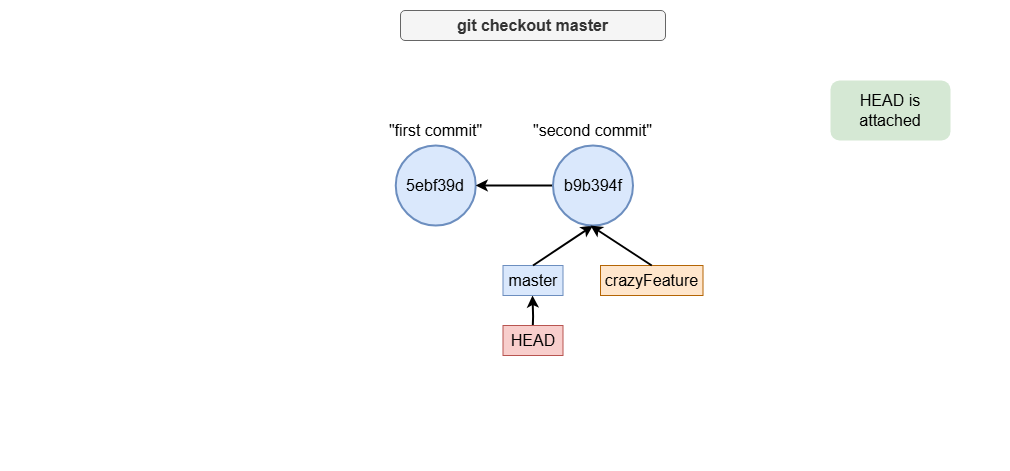 git checkout master
HEAD is
attached
"first commit"
"second commit"
5ebf39d
b9b394f
master
crazyFeature
HEAD